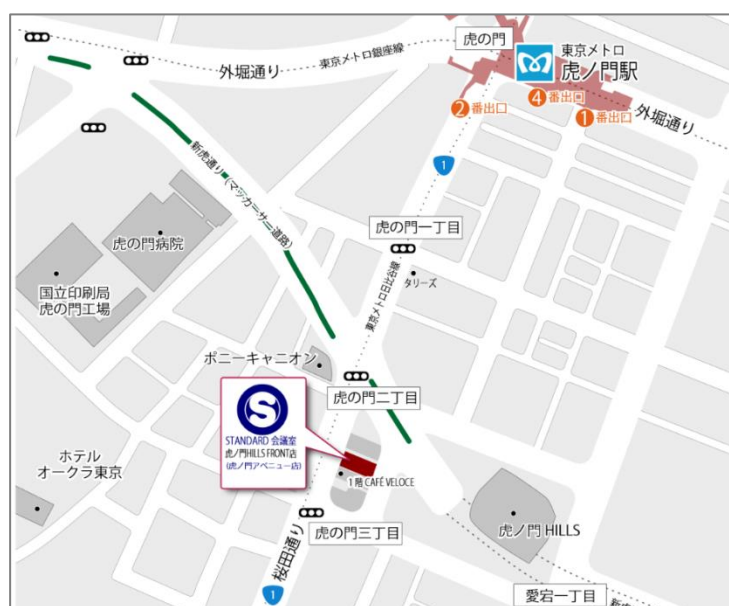 虎の門
東京メトロ
虎ノ門駅
東京メトロ銀座線
外堀通り
2番出口
4番出口
1番出口
外堀通り
1
新虎通り(マッカーサー道路)
虎の門病院
虎の門一丁目
東京メトロ日比谷線
タリーズ
国立印刷局
虎の門工場
ポニーキャニオン
虎の門二丁目
S
STANDARD 会議室
虎ノ門HILLS FRONT店
(虎ノ門アベニュー店)
ホテル
オークラ東京
1階 CAFÉ VELOCE
虎の門三丁目
虎ノ門 HILLS
桜田通り
1
愛宕一丁目